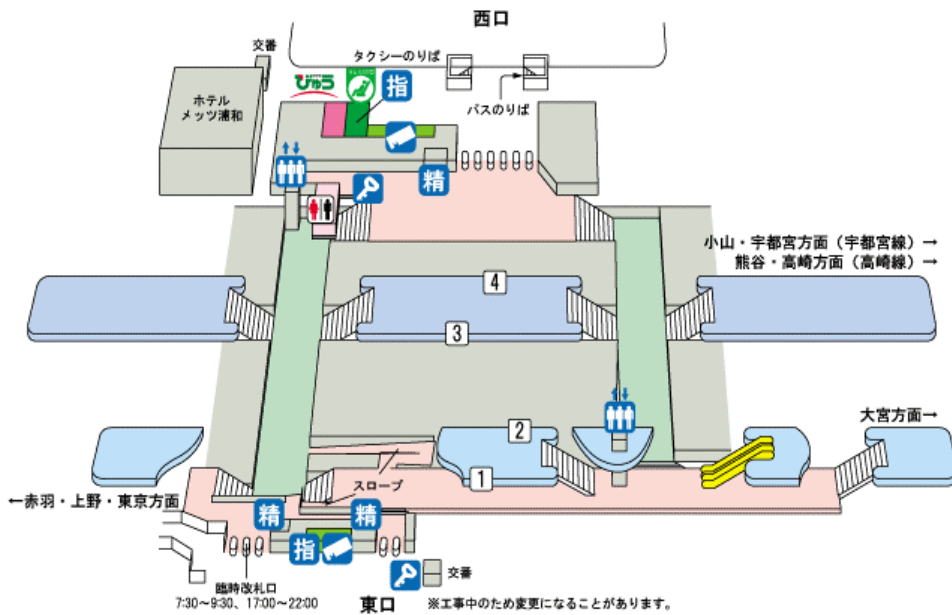 西口
交番
タクシーのりば
びゅう
指
バスのりば
ホテル
メッツ浦和
精
小山・宇都宮方面（宇都宮線）→
熊谷・高崎方面（高崎線）→
4
3
2
大宮方面→
1
スロープ
←赤羽・上野・東京方面
精
精
指
臨時改札口
7:30～9:30、17:00～22:00
東口
交番
※工事中のため変更になることがあります。